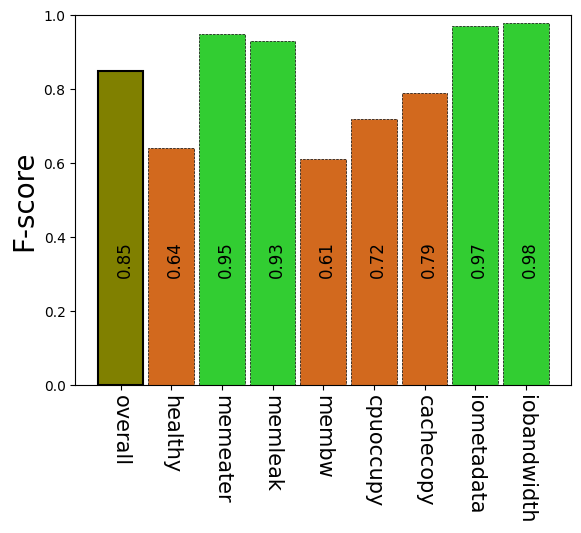 F-score
1.0
0.8
0.6
0.4
0.2
0.0
0.85
0.64
0.95
0.93
0.61
0.72
0.79
0.97
0.98
overall
healthy
memeater
memleak
membw
cpuoccupy
cachecopy
iometadata
iobandwidth